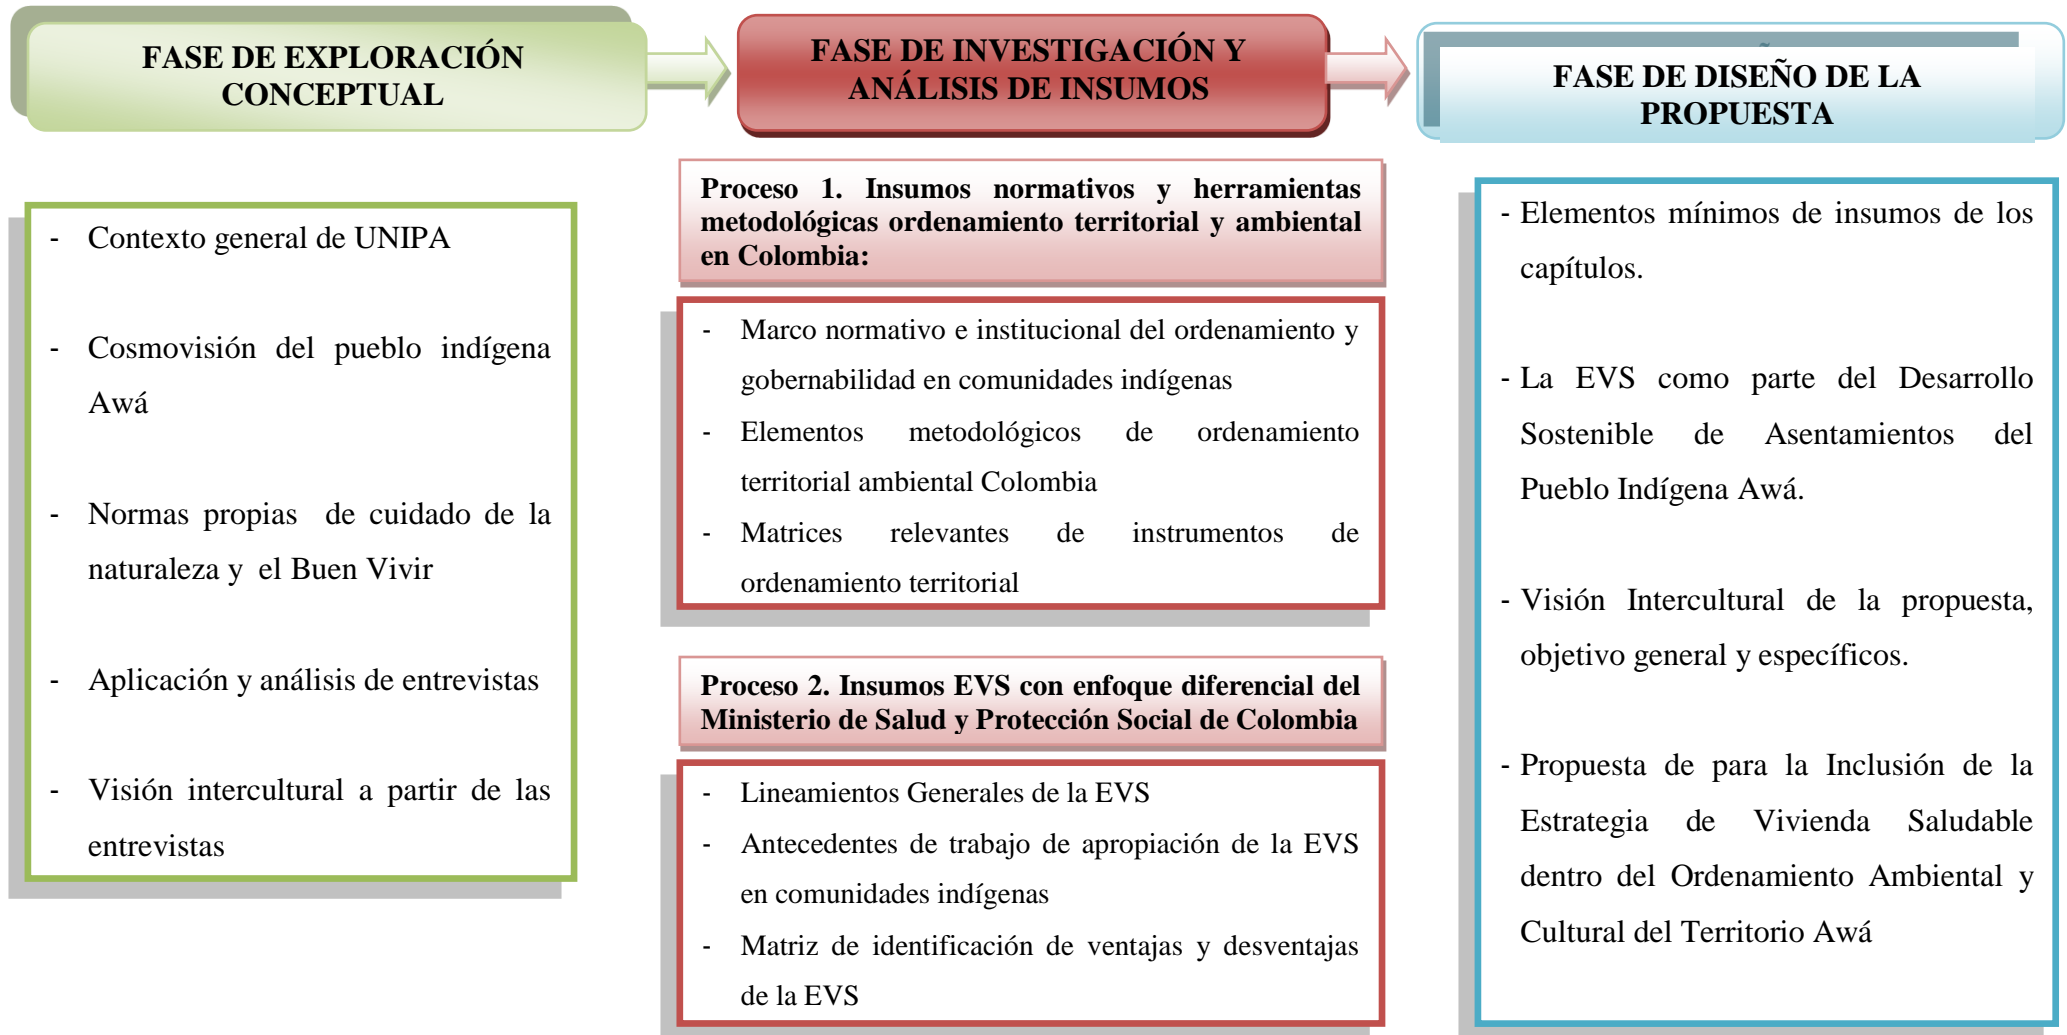 FASE DE EXPLORACIÓN
CONCEPTUAL
- Contexto general de UNIPA
- Cosmovisión del pueblo indígena
Awá
- Normas propias de cuidado de la
naturaleza y el Buen Vivir
- Aplicación y análisis de entrevistas
- Visión intercultural a partir de las
entrevistas
FASE DE INVESTIGACIÓN Y
ANÁLISIS DE INSUMOS
Proceso 1. Insumos normativos y herramientas
metodológicas ordenamiento territorial y ambiental
en Colombia:
- Marco normativo e institucional del ordenamiento y
gobernabilidad en comunidades indígenas
- Elementos metodológicos de ordenamiento
territorial ambiental Colombia
- Matrices relevantes de instrumentos de
ordenamiento territorial
Proceso 2. Insumos EVS con enfoque diferencial del
Ministerio de Salud y Protección Social de Colombia
- Lineamientos Generales de la EVS
- Antecedentes de trabajo de apropiación de la EVS
en comunidades indígenas
- Matriz de identificación de ventajas y desventajas
de la EVS
FASE DE DISEÑO DE LA
PROPUESTA
- Elementos mínimos de insumos de los
capítulos.
- La EVS como parte del Desarrollo
Sostenible de Asentamientos del
Pueblo Indígena Awá.
- Visión Intercultural de la propuesta,
objetivo general y específicos.
- Propuesta de para la Inclusión de la
Estrategia de Vivienda Saludable
dentro del Ordenamiento Ambiental y
Cultural del Territorio Awá